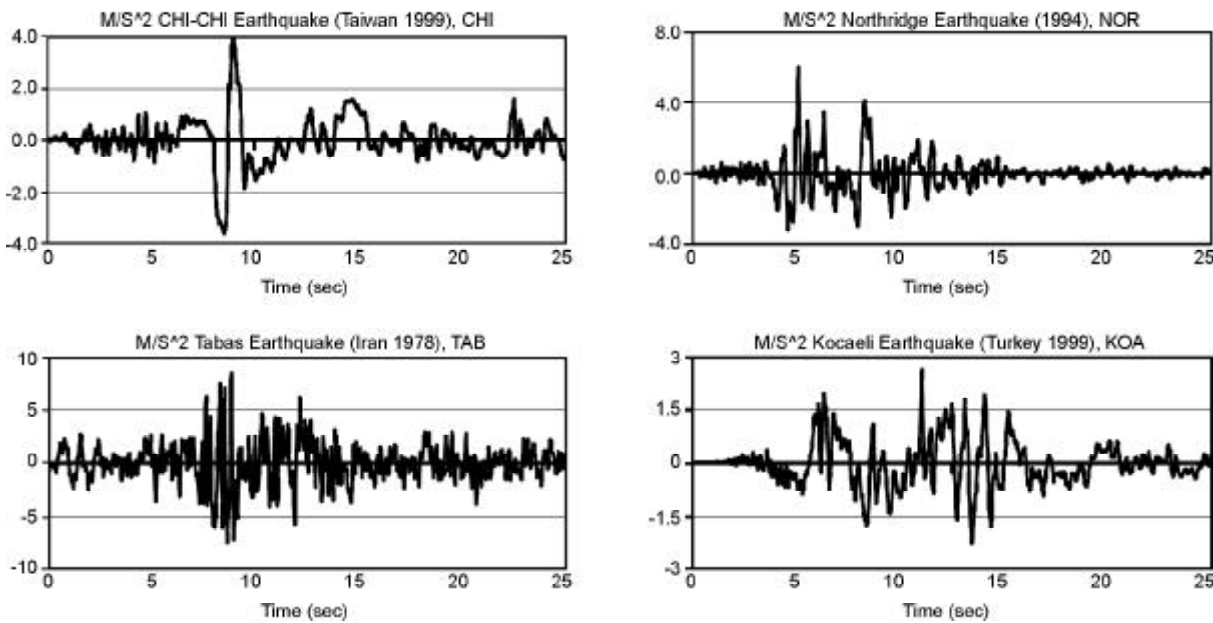 M/S^2 CHI-CHI Earthquake (Taiwan 1999), CHI
4.0
2.0
0.0
-2.0
-4.0
0 5 10 15 20 25
Time (sec)
M/S^2 Northridge Earthquake (1994), NOR
8.0
4.0
0.0
-4.0
0 5 10 15 20 25
Time (sec)
M/S^2 Tabas Earthquake (Iran 1978), TAB
10
5
0
-5
-10
0 5 10 15 20 25
Time (sec)
M/S^2 Kocaeli Earthquake (Turkey 1999), KOA
3
1.5
0
-1.5
-3
0 5 10 15 20 25
Time (sec)